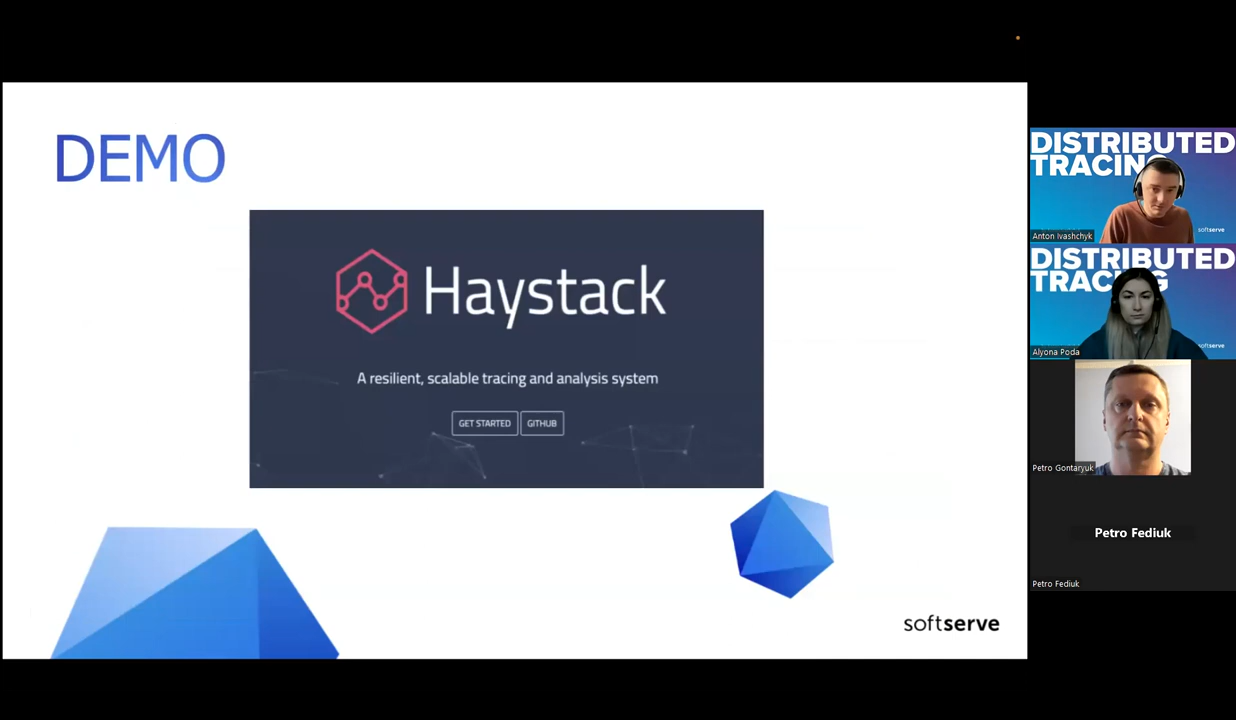 DEMO
Haystack
A resilient, scalable tracing and analysis system
GET STARTED
GITHUB
softserve
DISTRIBUTED
TRACING
softserve
Anton Ivashchyk
DISTRIBUTED
TRACING
softserve
Alyona Poda
Petro Gontaryuk
Petro Fediuk
Petro Fediuk